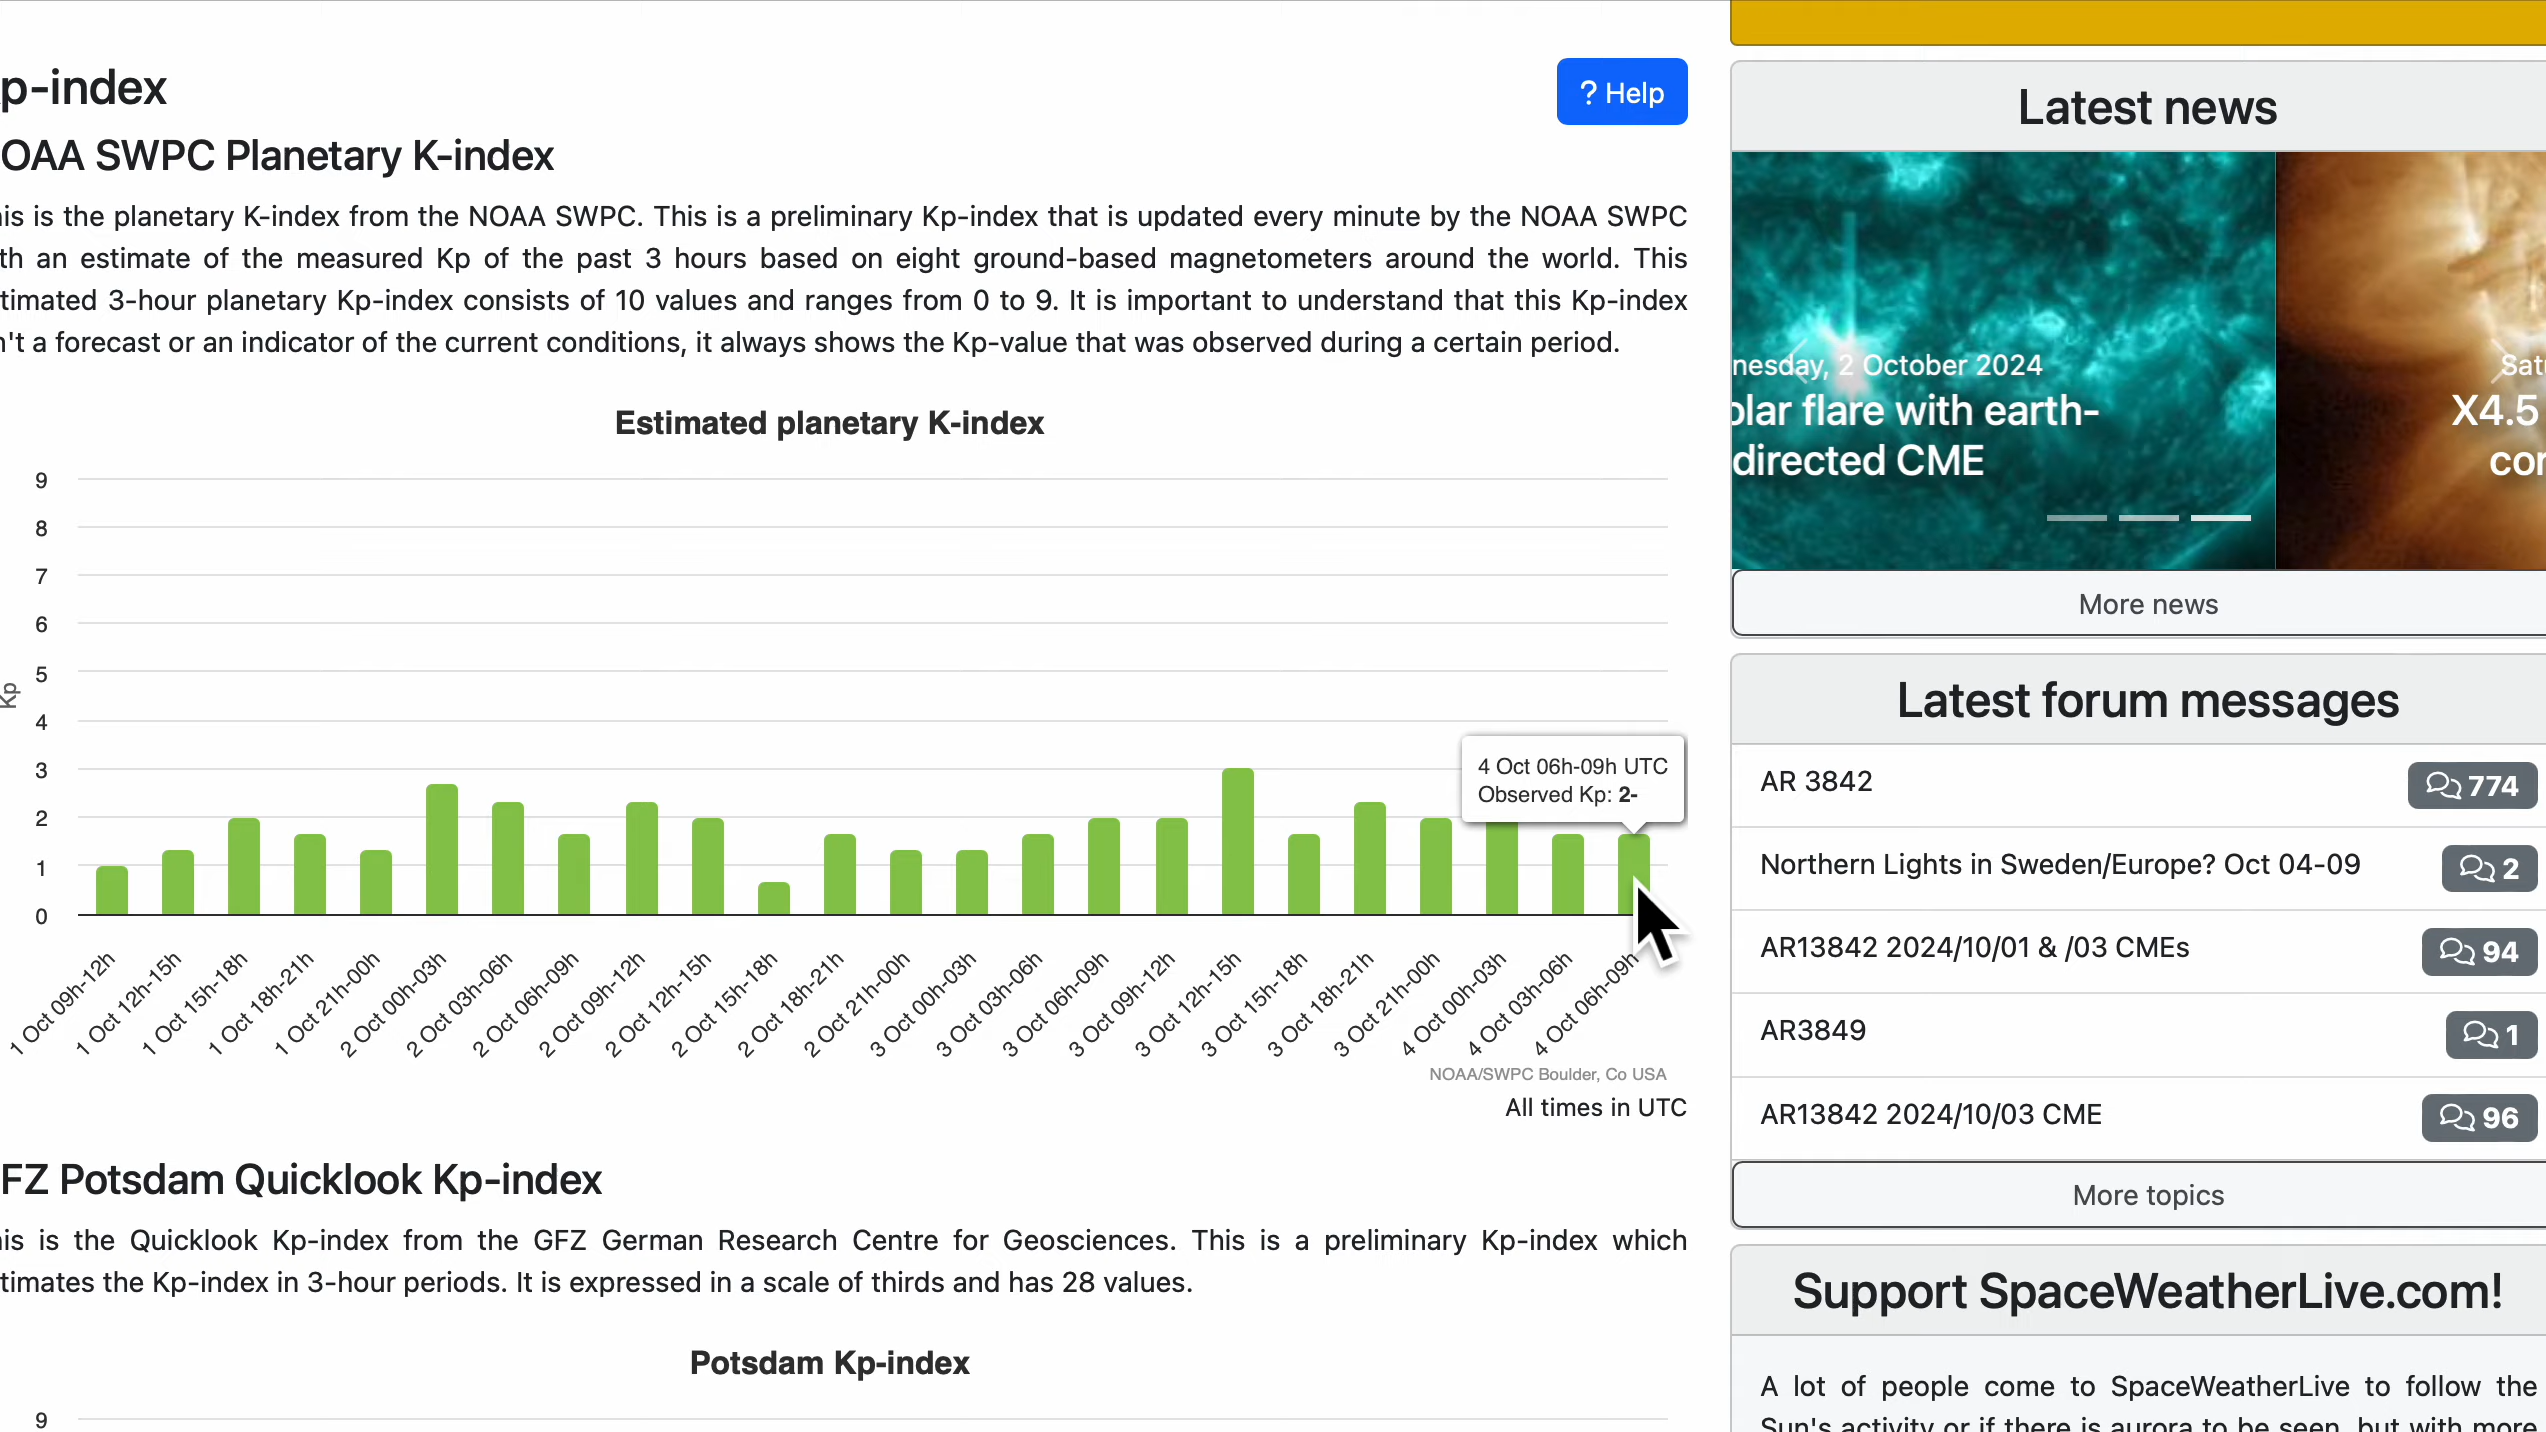 p-index
? Help
OAA SWPC Planetary K-index
is is the planetary K-index from the NOAA SWPC. This is a preliminary Kp-index that is updated every minute by the NOAA SWPC
th an estimate of the measured Kp of the past 3 hours based on eight ground-based magnetometers around the world. This
timated 3-hour planetary Kp-index consists of 10 values and ranges from 0 to 9. It is important to understand that this Kp-index
n't a forecast or an indicator of the current conditions, it always shows the Kp-value that was observed during a certain period.
Estimated planetary K-index
9
8
7
6
5
4
3
2
1
0
Kp
4 Oct 06h-09h UTC
Observed Kp: 2-
1 Oct 09h-12h
1 Oct 12h-15h
1 Oct 15h-18h
1 Oct 18h-21h
1 Oct 21h-00h
2 Oct 00h-03h
2 Oct 03h-06h
2 Oct 06h-09h
2 Oct 09h-12h
2 Oct 12h-15h
2 Oct 15h-18h
2 Oct 18h-21h
2 Oct 21h-00h
3 Oct 00h-03h
3 Oct 03h-06h
3 Oct 06h-09h
3 Oct 09h-12h
3 Oct 12h-15h
3 Oct 15h-18h
3 Oct 18h-21h
3 Oct 21h-00h
4 Oct 00h-03h
4 Oct 03h-06h
4 Oct 06h-09h
NOAA/SWPC Boulder, Co USA
All times in UTC
FZ Potsdam Quicklook Kp-index
is is the Quicklook Kp-index from the GFZ German Research Centre for Geosciences. This is a preliminary Kp-index which
timates the Kp-index in 3-hour periods. It is expressed in a scale of thirds and has 28 values.
Potsdam Kp-index
9
Latest news
nesday, 2 October 2024
olar flare with earth-
directed CME
Satu
X4.5
cor
More news
Latest forum messages
AR 3842 774
Northern Lights in Sweden/Europe? Oct 04-09 2
AR13842 2024/10/01 & /03 CMEs 94
AR3849 1
AR13842 2024/10/03 CME 96
More topics
Support SpaceWeatherLive.com!
A lot of people come to SpaceWeatherLive to follow the
Sun's activity or if there is aurora to be seen, but with more